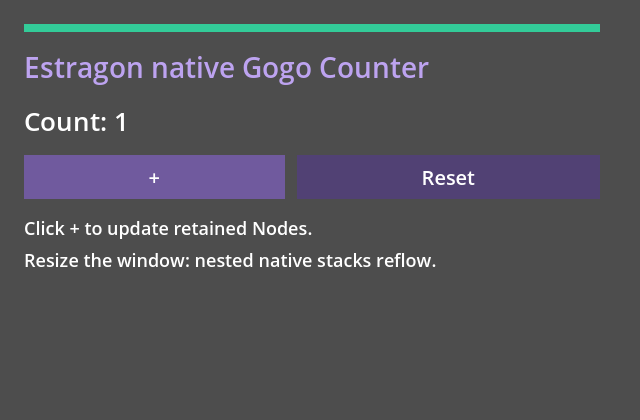 Estragon native Gogo Counter
Count: 1
+
Reset
Click + to update retained Nodes.
Resize the window: nested native stacks reflow.